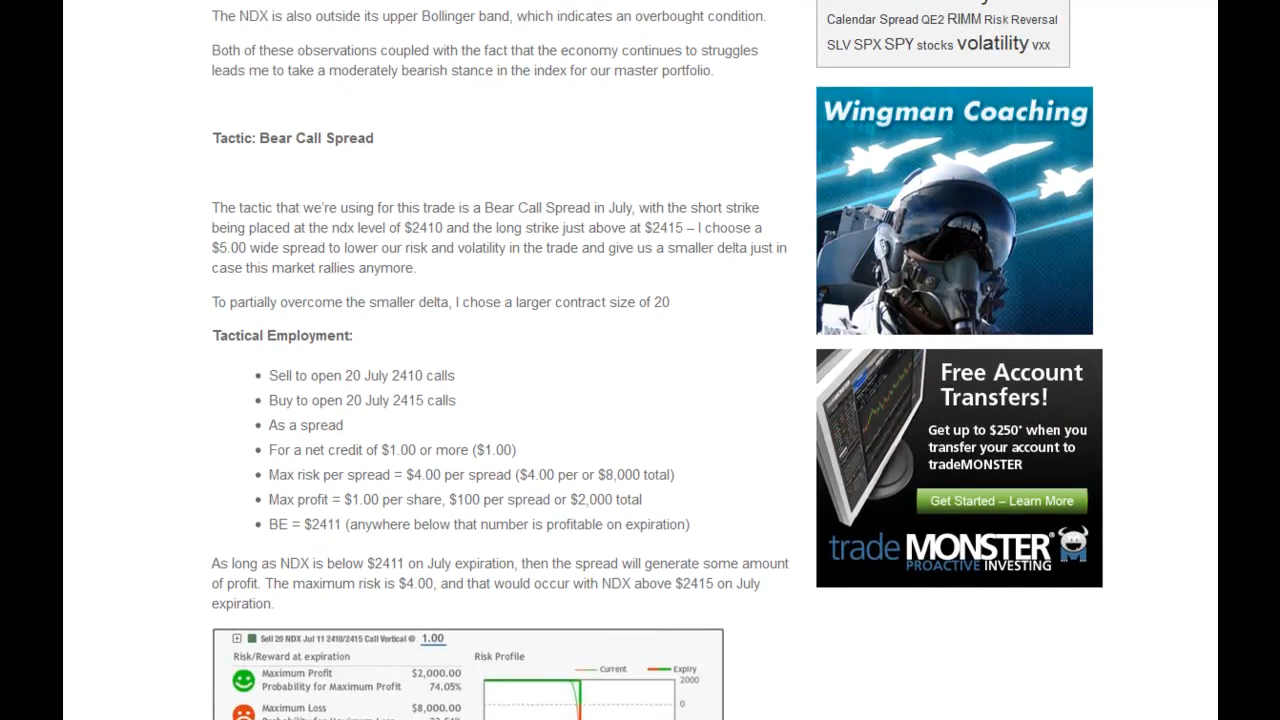 The NDX is also outside its upper Bollinger band, which indicates an overbought condition.
Both of these observations coupled with the fact that the economy continues to struggles
leads me to take a moderately bearish stance in the index for our master portfolio.
Tactic: Bear Call Spread
The tactic that we're using for this trade is a Bear Call Spread in July, with the short strike
being placed at the ndx level of $2410 and the long strike just above at $2415 – I choose a
$5.00 wide spread to lower our risk and volatility in the trade and give us a smaller delta just in
case this market rallies anymore.
To partially overcome the smaller delta, I chose a larger contract size of 20
Tactical Employment:
Sell to open 20 July 2410 calls
Buy to open 20 July 2415 calls
As a spread
For a net credit of $1.00 or more ($1.00)
Max risk per spread = $4.00 per spread ($4.00 per or $8,000 total)
Max profit = $1.00 per share, $100 per spread or $2,000 total
BE = $2411 (anywhere below that number is profitable on expiration)
As long as NDX is below $2411 on July expiration, then the spread will generate some amount
of profit. The maximum risk is $4.00, and that would occur with NDX above $2415 on July
expiration.
Sell 20 NDX Jul 11 2410/2415 Call Vertical @ 1.00
Risk/Reward at expiration
Maximum Profit $2,000.00
Probability for Maximum Profit 74.05%
Maximum Loss $8,000.00
Risk Profile
Current Expiry
2000
0
Calendar Spread QE2 RIMM Risk Reversal
SLV SPX SPY stocks volatility VXX
Wingman Coaching
Free Account
Transfers!
Get up to $250* when you
transfer your account to
tradeMONSTER
Get Started – Learn More
trade MONSTER
PROACTIVE INVESTING